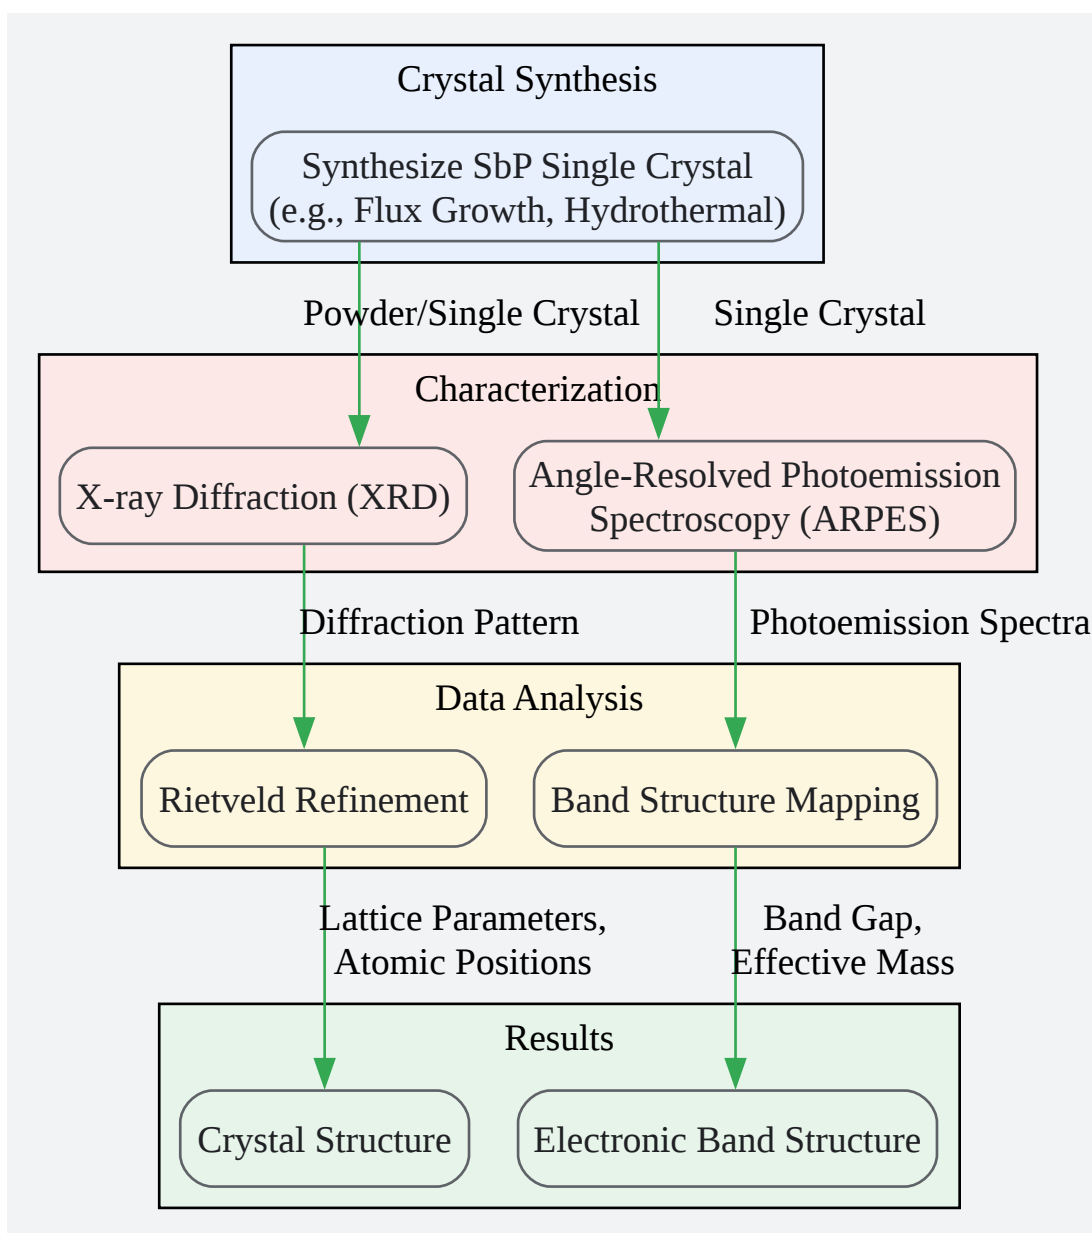 Crystal Synthesis
Synthesize SbP Single Crystal
(e.g., Flux Growth, Hydrothermal)
Powder/Single Crystal
Single Crystal
Characterization
X-ray Diffraction (XRD)
Angle-Resolved Photoemission
Spectroscopy (ARPES)
Diffraction Pattern
Photoemission Spectra
Data Analysis
Rietveld Refinement
Band Structure Mapping
Lattice Parameters,
Atomic Positions
Band Gap,
Effective Mass
Results
Crystal Structure
Electronic Band Structure